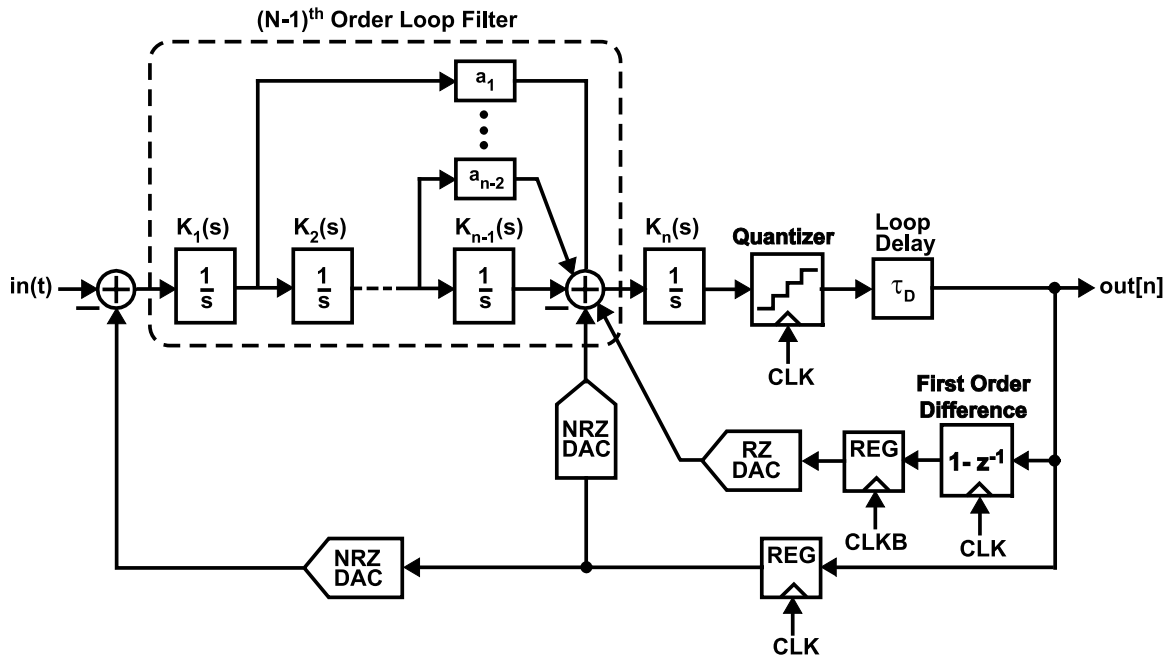 (N-1)th Order Loop Filter
a1
an-2
K1(s)
K2(s)
Kn-1(s)
Kn(s)
Quantizer
Loop
Delay
in(t)
+
1
s
1
s
1
s
+
1
s
τD
out[n]
CLK
First Order
Difference
NRZ
DAC
RZ
DAC
REG
1- z-1
CLKB
CLK
NRZ
DAC
REG
CLK